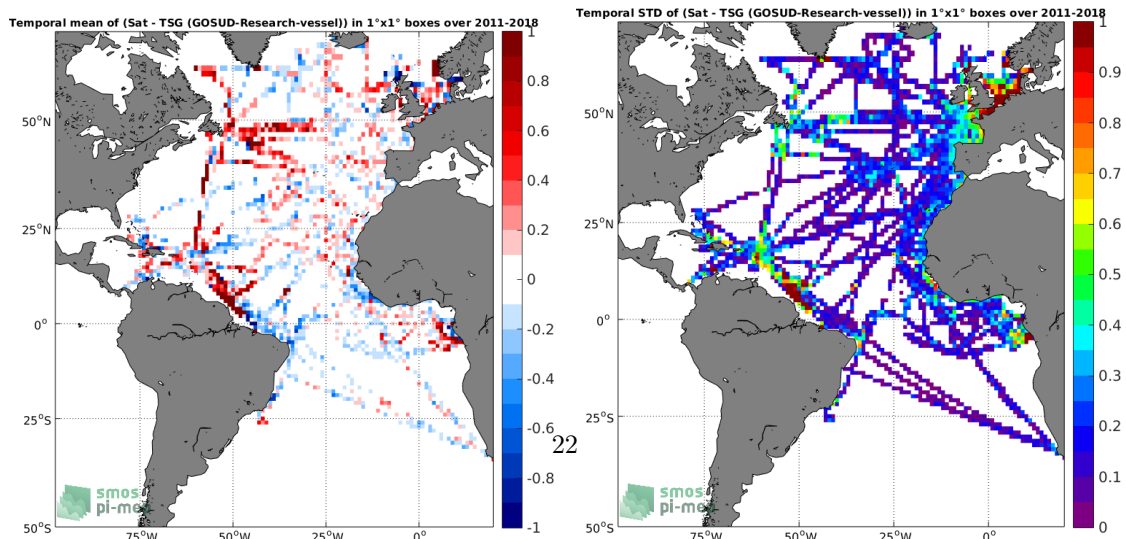 Temporal mean of (Sat - TSG (GOSUD-Research-vessel)) in 1°x1° boxes over 2011-2018
50°N
25°N
0°
25°S
50°S
75°W
50°W
25°W
0°
1
0.8
0.6
0.4
0.2
0
-0.2
-0.4
-0.6
-0.8
-1
smos
pi-me
22
Temporal STD of (Sat - TSG (GOSUD-Research-vessel)) in 1°x1° boxes over 2011-2018
50°N
25°N
0°
25°S
50°S
75°W
50°W
25°W
0°
1
0.9
0.8
0.7
0.6
0.5
0.4
0.3
0.2
0.1
0
smos
pi-me